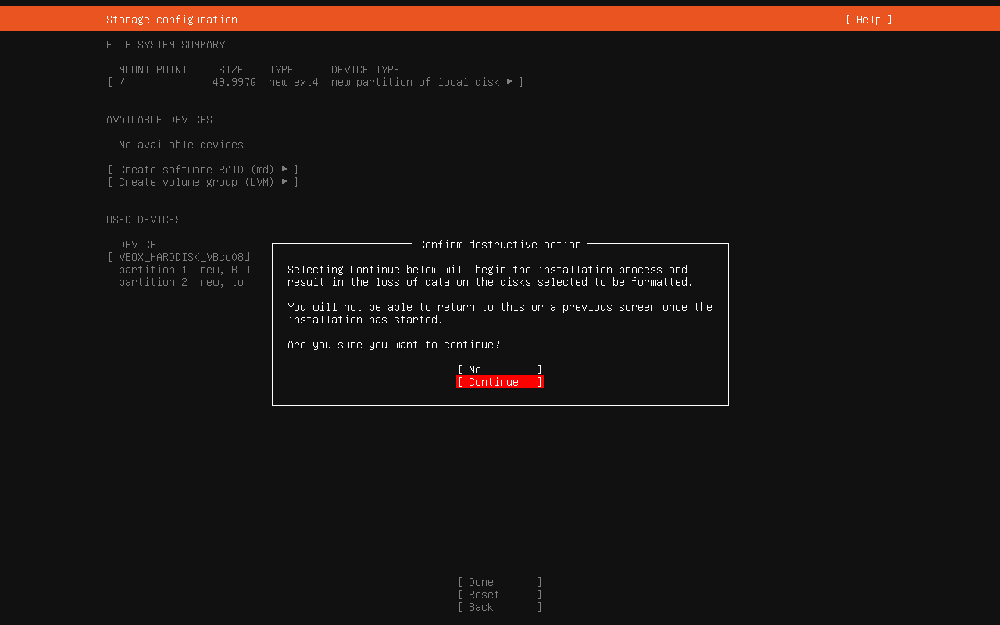 Storage configuration [ Help ]
FILE SYSTEM SUMMARY
MOUNT POINT SIZE TYPE DEVICE TYPE
[ / 49.997G new ext4 new partition of local disk ▸ ]
AVAILABLE DEVICES
No available devices
[ Create software RAID (md) ▸ ]
[ Create volume group (LVM) ▸ ]
USED DEVICES
DEVICE
[ VBOX_HARDDISK_VBcc08d
partition 1 new, BIO
partition 2 new, to
Confirm destructive action
Selecting Continue below will begin the installation process and
result in the loss of data on the disks selected to be formatted.
You will not be able to return to this or a previous screen once the
installation has started.
Are you sure you want to continue?
[ No ]
[ Continue ]
[ Done ]
[ Reset ]
[ Back ]